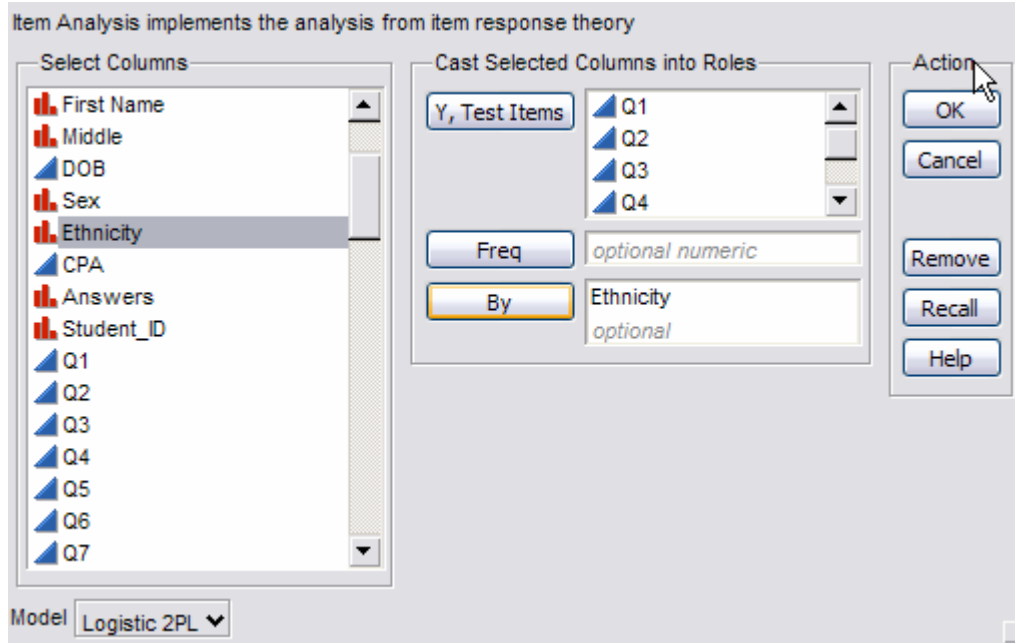 Item Analysis implements the analysis from item response theory
Select Columns
First Name
Middle
DOB
Sex
Ethnicity
CPA
Answers
Student_ID
Q1
Q2
Q3
Q4
Q5
Q6
Q7
Cast Selected Columns into Roles
Y, Test Items
Q1
Q2
Q3
Q4
Freq
optional numeric
By
Ethnicity
optional
Action
OK
Cancel
Remove
Recall
Help
Model Logistic 2PL